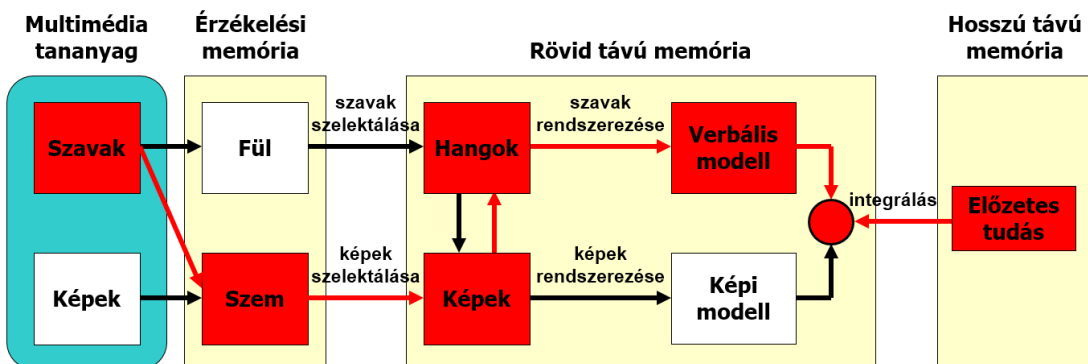 Multimédia
tananyag
Érzékelési
memória
Rövid távú memória
Hosszú távú
memória
Szavak
Fül
szavak
szelektálása
Hangok
szavak
rendszerezése
Verbális
modell
integrálás
Előzetes
tudás
Képek
Szem
képek
szelektálása
Képek
képek
rendszerezése
Képi
modell